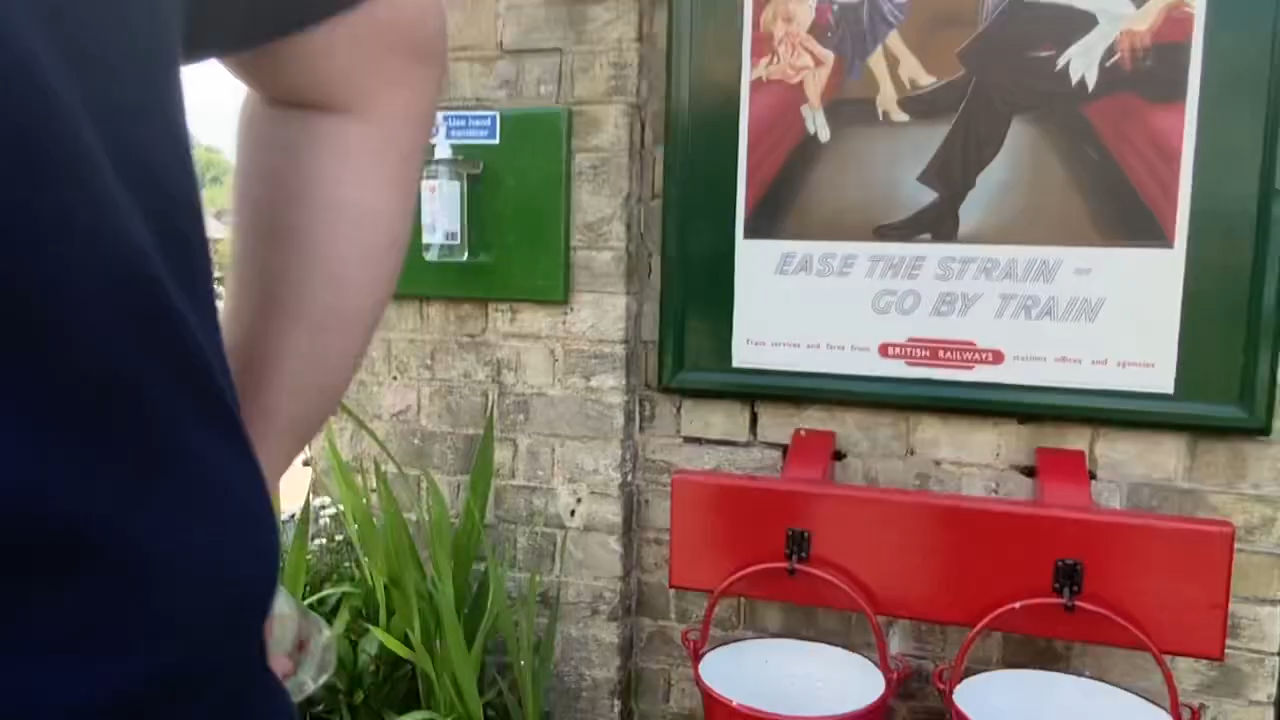 Use hand
sanitizer
EASE THE STRAIN -
GO BY TRAIN
Train services and fares from BRITISH RAILWAYS stations offices and agencies